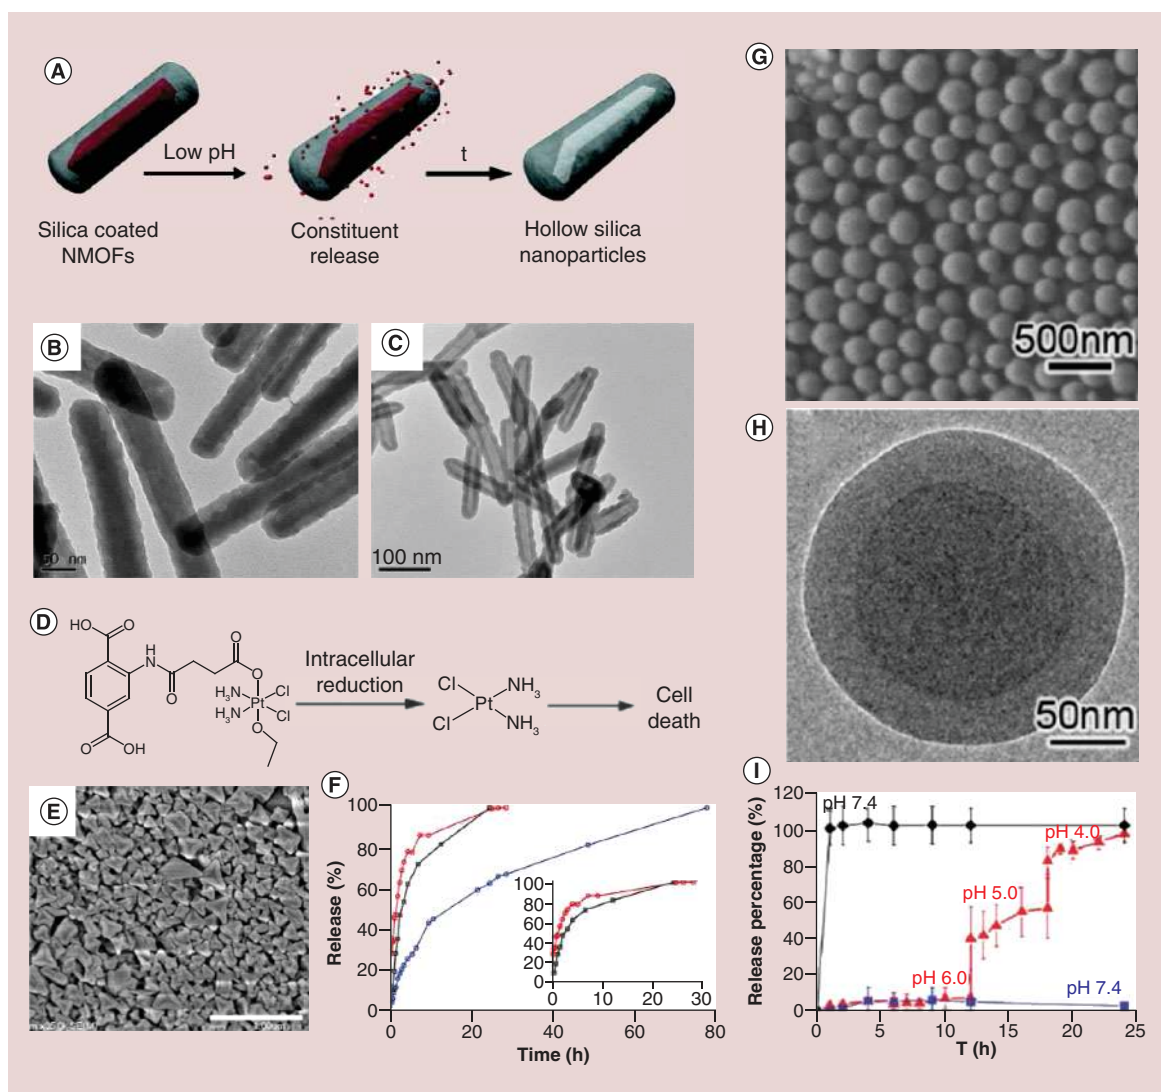 A
Low pH
t
Silica coated
NMOFs
Constituent
release
Hollow silica
nanoparticles
B
50 nm
C
100 nm
D
HO
O
H
N
O
O
O
H₃N
Cl
H₃N
Pt
Cl
O
O
OH
Intracellular
reduction
Cl
NH₃
Pt
Cl
NH₃
Cell
death
E
F
100
80
60
40
20
0
Release (%)
0
20
40
60
80
Time (h)
100
80
60
40
20
0
0
10
20
30
G
500nm
H
50nm
I
120
100
80
60
40
20
0
Release percentage (%)
pH 7.4
pH 4.0
pH 5.0
pH 6.0
pH 7.4
0
5
10
15
20
25
T (h)